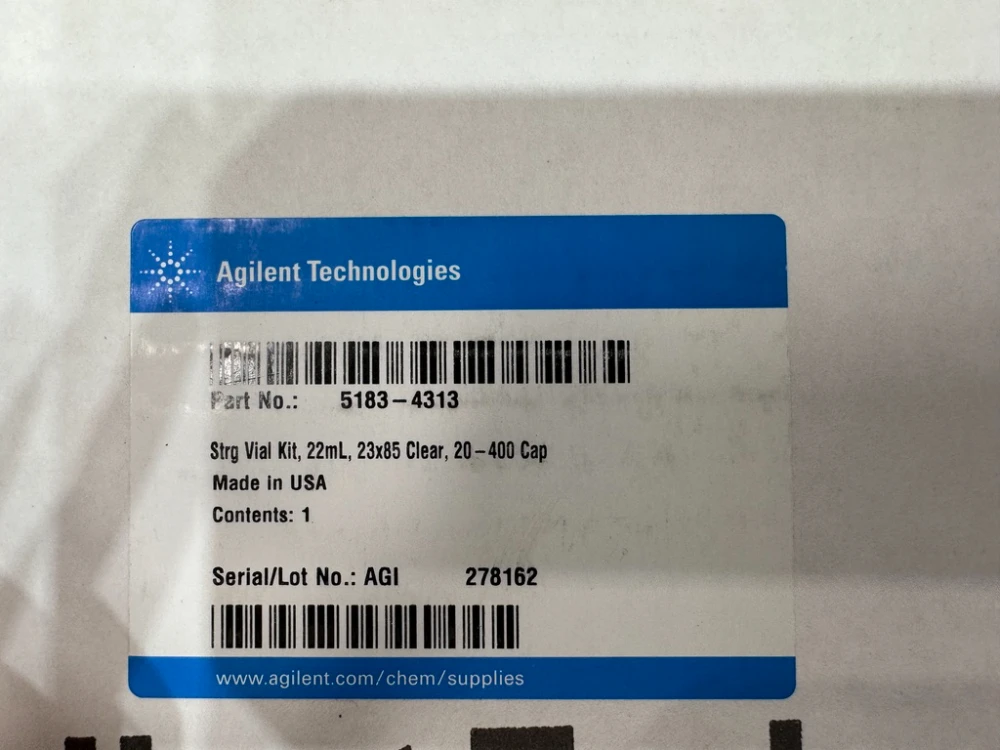 Agilent Technologies
Part No.: 5183-4313
Strg Vial Kit, 22mL, 23x85 Clear, 20-400 Cap
Made in USA
Contents: 1
Serial/Lot No.: AGI 278162
www.agilent.com/chem/supplies